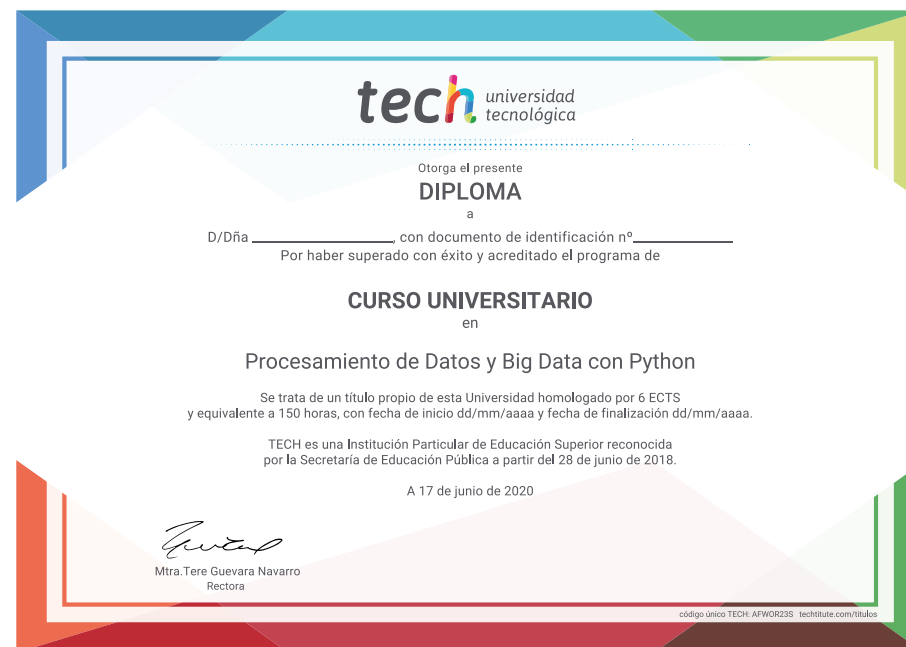 tech universidad
tecnológica
Otorga el presente
DIPLOMA
a
D/Dña ____________________, con documento de identificación nº______________
Por haber superado con éxito y acreditado el programa de
CURSO UNIVERSITARIO
en
Procesamiento de Datos y Big Data con Python
Se trata de un título propio de esta Universidad homologado por 6 ECTS
y equivalente a 150 horas, con fecha de inicio dd/mm/aaaa y fecha de finalización dd/mm/aaaa.
TECH es una Institución Particular de Educación Superior reconocida
por la Secretaría de Educación Pública a partir del 28 de junio de 2018.
A 17 de junio de 2020
Mtra.Tere Guevara Navarro
Rectora
código único TECH: AFWOR23S techtitute.com/titulos